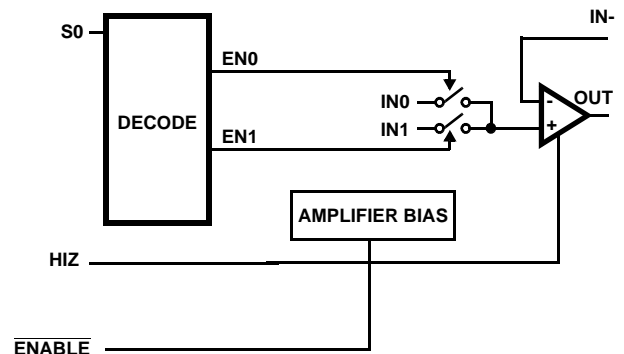 IN-
S0
EN0
IN0
OUT
-
DECODE
IN1
+
EN1
AMPLIFIER BIAS
HIZ
ENABLE